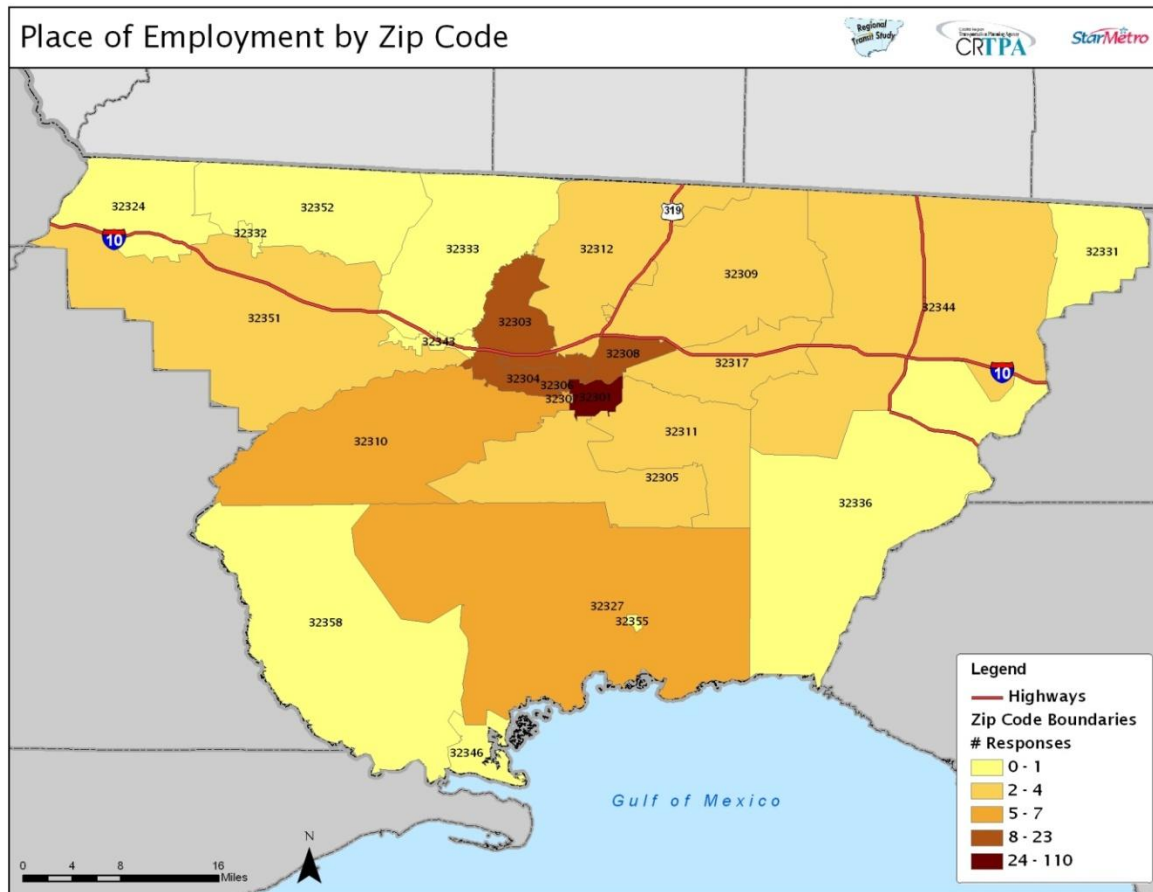 Place of Employment by Zip Code
Regional
Transit Study
Transportation Planning Agency
CRTPA
StarMetro
32324
32352
32332
10
32333
319
32312
32309
32331
32351
32303
32344
32343
32308
32317
10
32304
32301
32310
32311
32305
32336
32327
32358
32355
32346
Gulf of Mexico
Legend
Highways
Zip Code Boundaries
# Responses
0 - 1
2 - 4
5 - 7
8 - 23
24 - 110
N
0 4 8 16
Miles